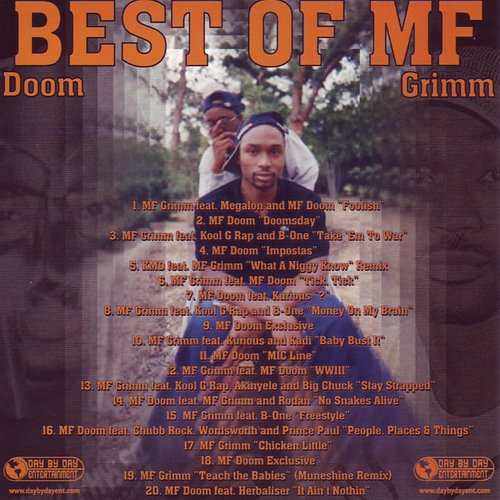 BEST OF MF
Doom
Grimm
1. MF Grimm feat. Megalon and MF Doom "Foolish"
2. MF Doom "Doomsday"
3. MF Grimm feat. Kool G Rap and B-One "Take 'Em To War"
4. MF Doom "Impostas"
5. KMD feat. MF Grimm "What A Niggy Know" Remix
6. MF Grimm feat. MF Doom "Tick, Tick"
7. MF Doom feat. Kurious "?"
8. MF Grimm feat. Kool G Rap and B-One "Money On My Brain"
9. MF Doom Exclusive
10. MF Grimm feat. Kurious and Kadi "Baby Bust It"
11. MF Doom "MIC Line"
12. MF Grimm feat. MF Doom "WWIII"
13. MF Grimm feat. Kool G Rap, Akinyele and Big Chuck "Stay Strapped"
14. MF Doom feat. MF Grimm and Rodan "No Snakes Alive"
15. MF Grimm feat. B-One "Freestyle"
16. MF Doom feat. Chubb Rock, Wordsworth and Prince Paul "People, Places & Things"
17. MF Grimm "Chicken Little"
18. MF Doom Exclusive
19. MF Grimm "Teach the Babies" (Muneshine Remix)
20. MF Doom feat. Herbaliser "It Ain't Nothin"
DAY BY DAY
ENTERTAINMENT
www.daybydayent.com
DAY BY DAY
ENTERTAINMENT
www.daybydayent.com